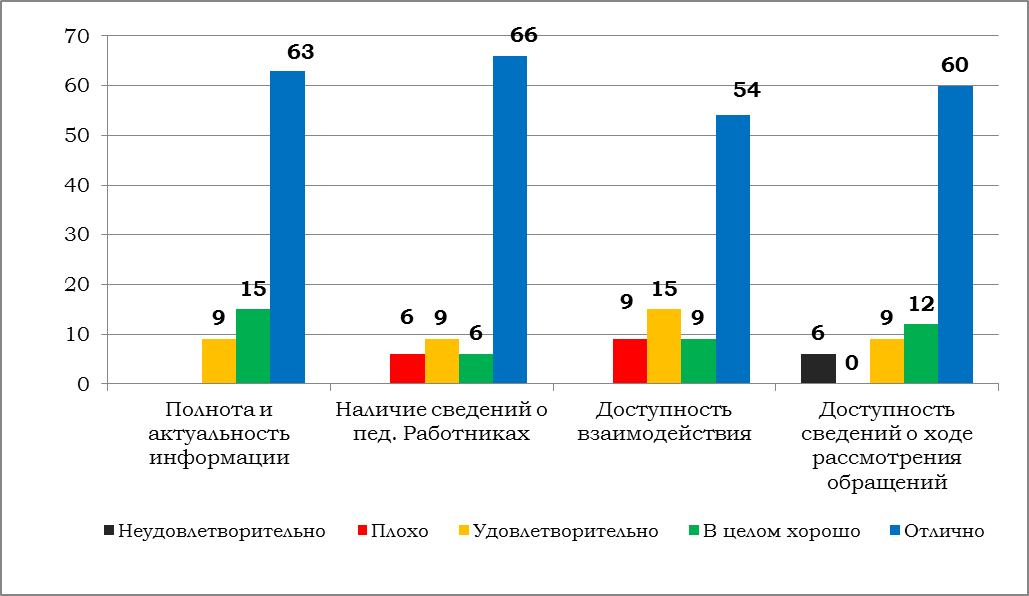 70
60
50
40
30
20
10
0
63
15
9
66
6
9
6
54
9
15
9
60
6
0
9
12
Полнота и
актуальность
информации
Наличие сведений о
пед. Работниках
Доступность
взаимодействия
Доступность
сведений о ходе
рассмотрения
обращений
Неудовлетворительно
Плохо
Удовлетворительно
В целом хорошо
Отлично